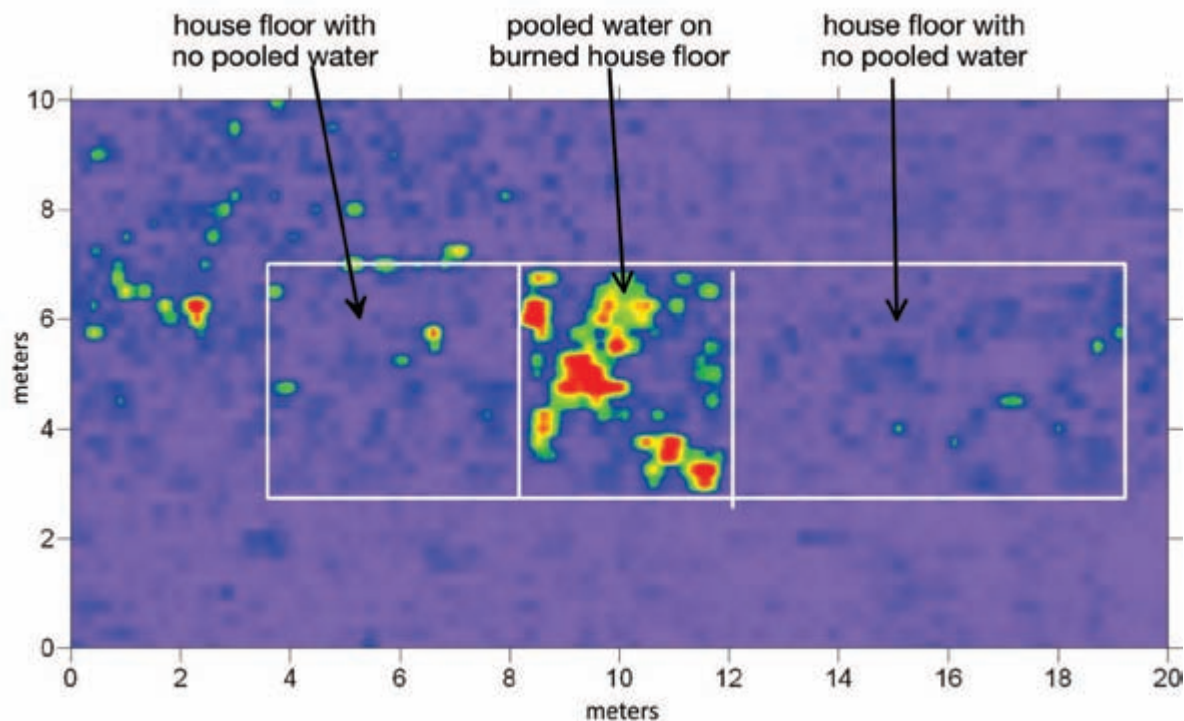 house floor with
no pooled water
pooled water on
burned house floor
house floor with
no pooled water
10
8
6
4
2
0
meters
0 2 4 6 8 10 12 14 16 18 20
meters